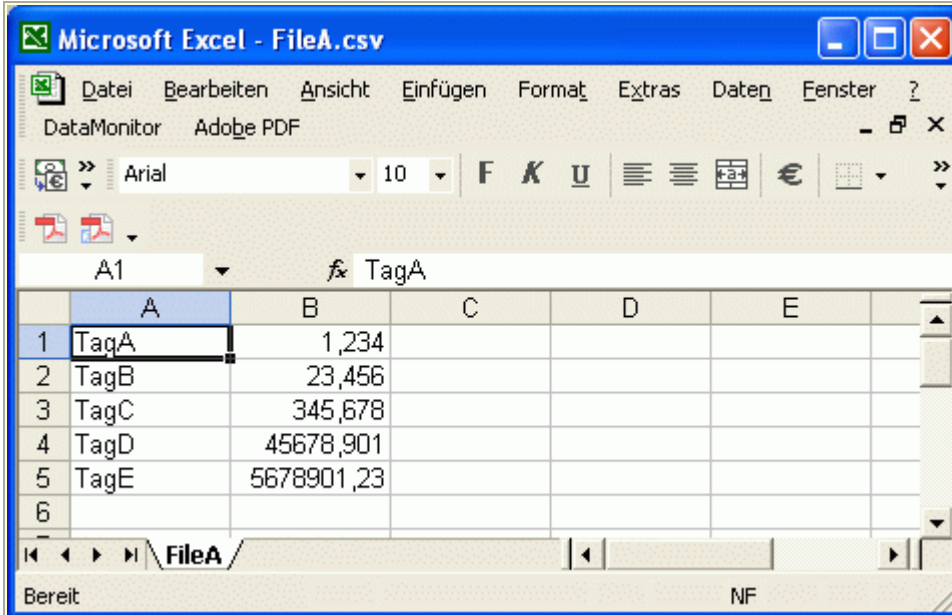 Microsoft Excel - FileA.csv
Datei Bearbeiten Ansicht Einfügen Format Extras Daten Fenster ?
DataMonitor Adobe PDF
Arial 10 F K U €
A1 fx TagA
A B C D E
1 TagA 1,234
2 TagB 23,456
3 TagC 345,678
4 TagD 45678,901
5 TagE 5678901,23
6
FileA
Bereit NF